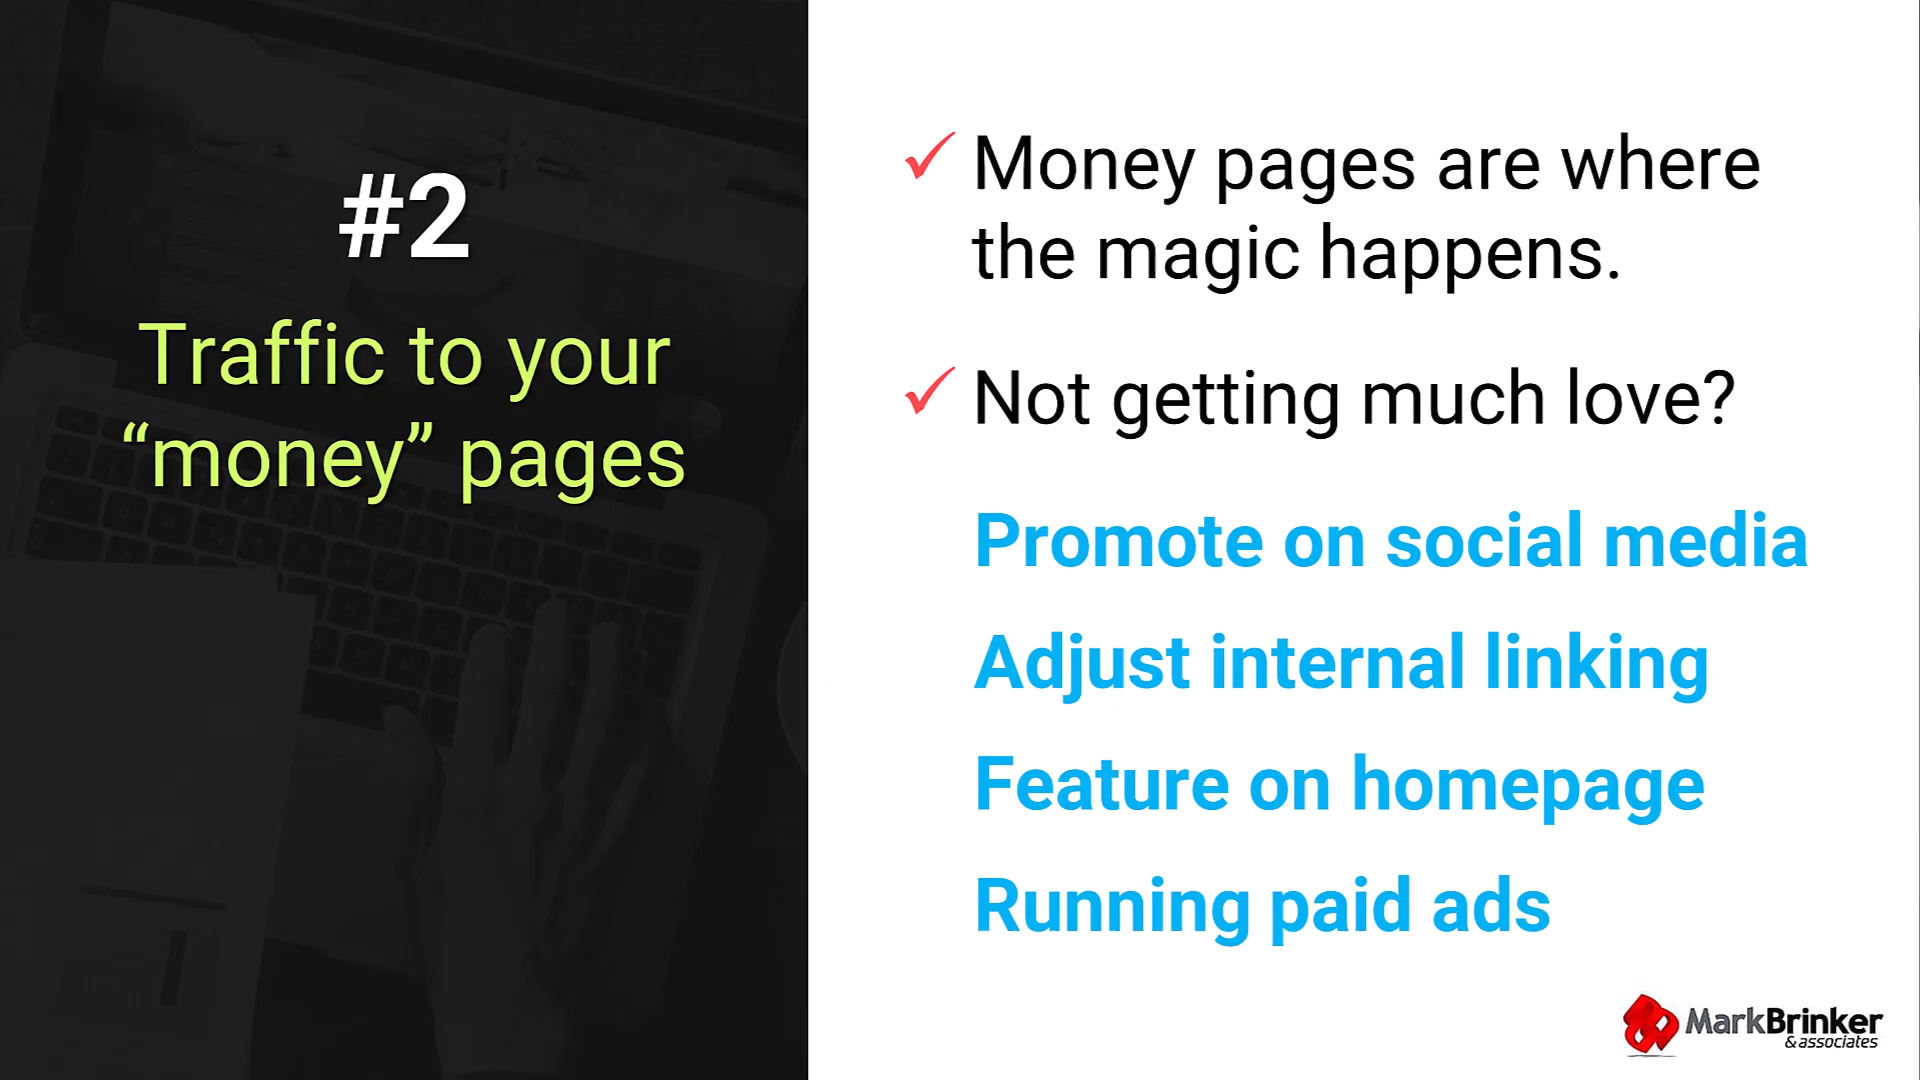 #2
Traffic to your
“money” pages
Money pages are where
the magic happens.
Not getting much love?
Promote on social media
Adjust internal linking
Feature on homepage
Running paid ads
MarkBrinker
& associates